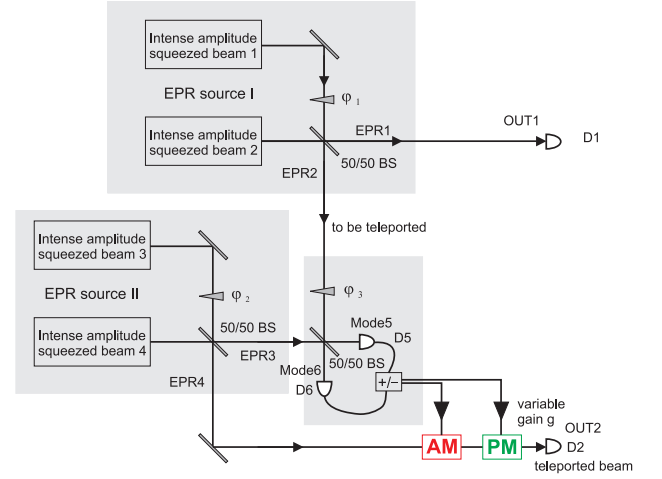 Intense amplitude
squeezed beam 1
EPR source I
φ 1
EPR1
OUT1
D1
Intense amplitude
squeezed beam 2
EPR2
50/50 BS
to be teleported
Intense amplitude
squeezed beam 3
EPR source II
φ 2
φ 3
50/50 BS
Mode5
D5
Intense amplitude
squeezed beam 4
EPR3
50/50 BS
Mode6
D6
+/−
EPR4
variable
gain g
OUT2
AM
PM
D2
teleported beam